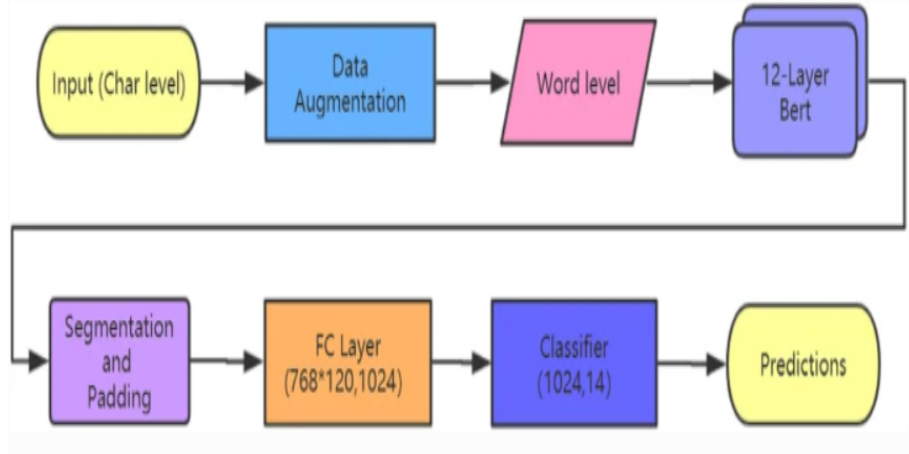 Input (Char level)
Data
Augmentation
Word level
12-Layer
Bert
Segmentation
and
Padding
FC Layer
(768*120,1024)
Classifier
(1024,14)
Predictions